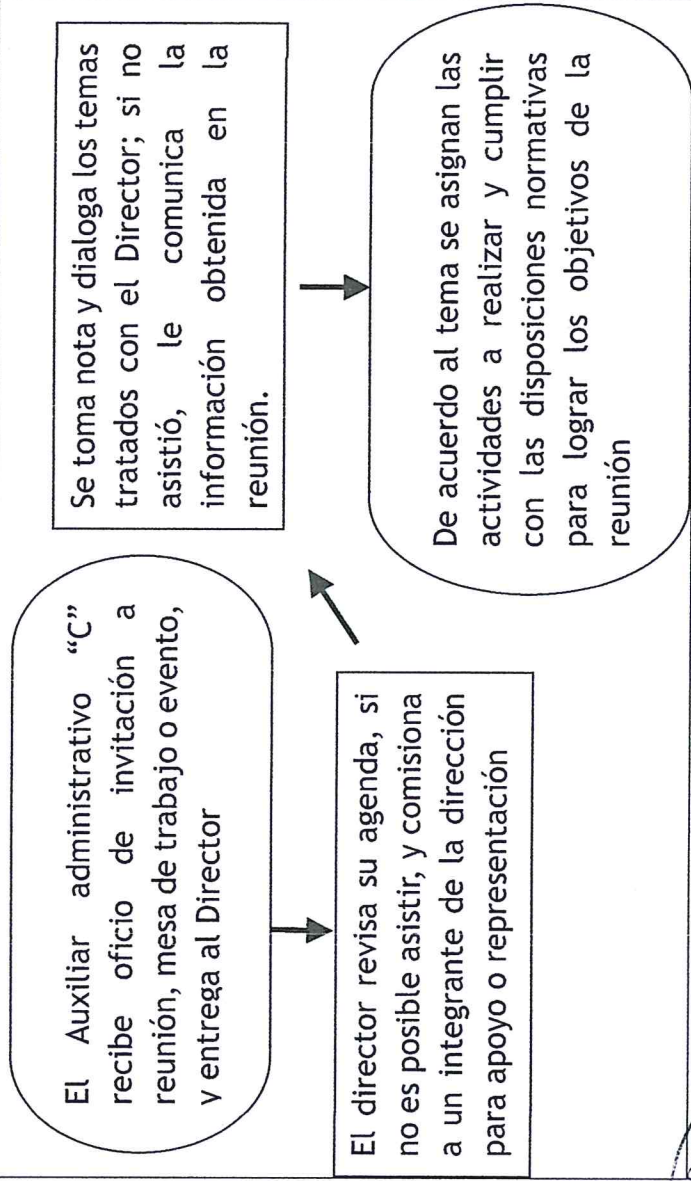 El Auxiliar administrativo “C”
recibe oficio de invitación a
reunión, mesa de trabajo o evento,
y entrega al Director
El director revisa su agenda, si
no es posible asistir, y comisiona
a un integrante de la dirección
para apoyo o representación
Se toma nota y dialoga los temas
tratados con el Director; si no
asistió, le comunica la
información obtenida en la
reunión.
De acuerdo al tema se asignan las
actividades a realizar y cumplir
con las disposiciones normativas
para lograr los objetivos de la
reunión